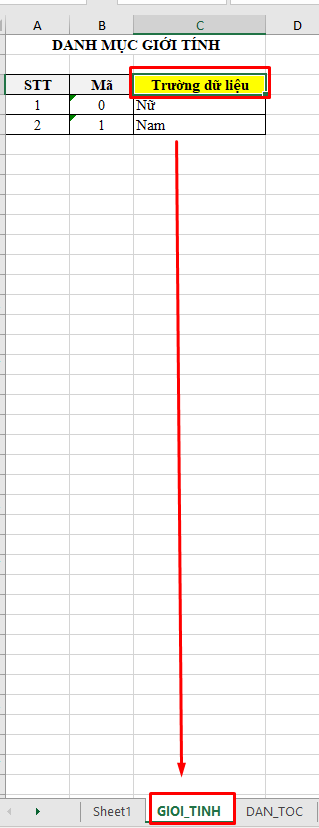 A B C D
DANH MỤC GIỚI TÍNH
STT Mã Trường dữ liệu
1 0 Nữ
2 1 Nam
Sheet1 GIOI_TINH DAN_TOC